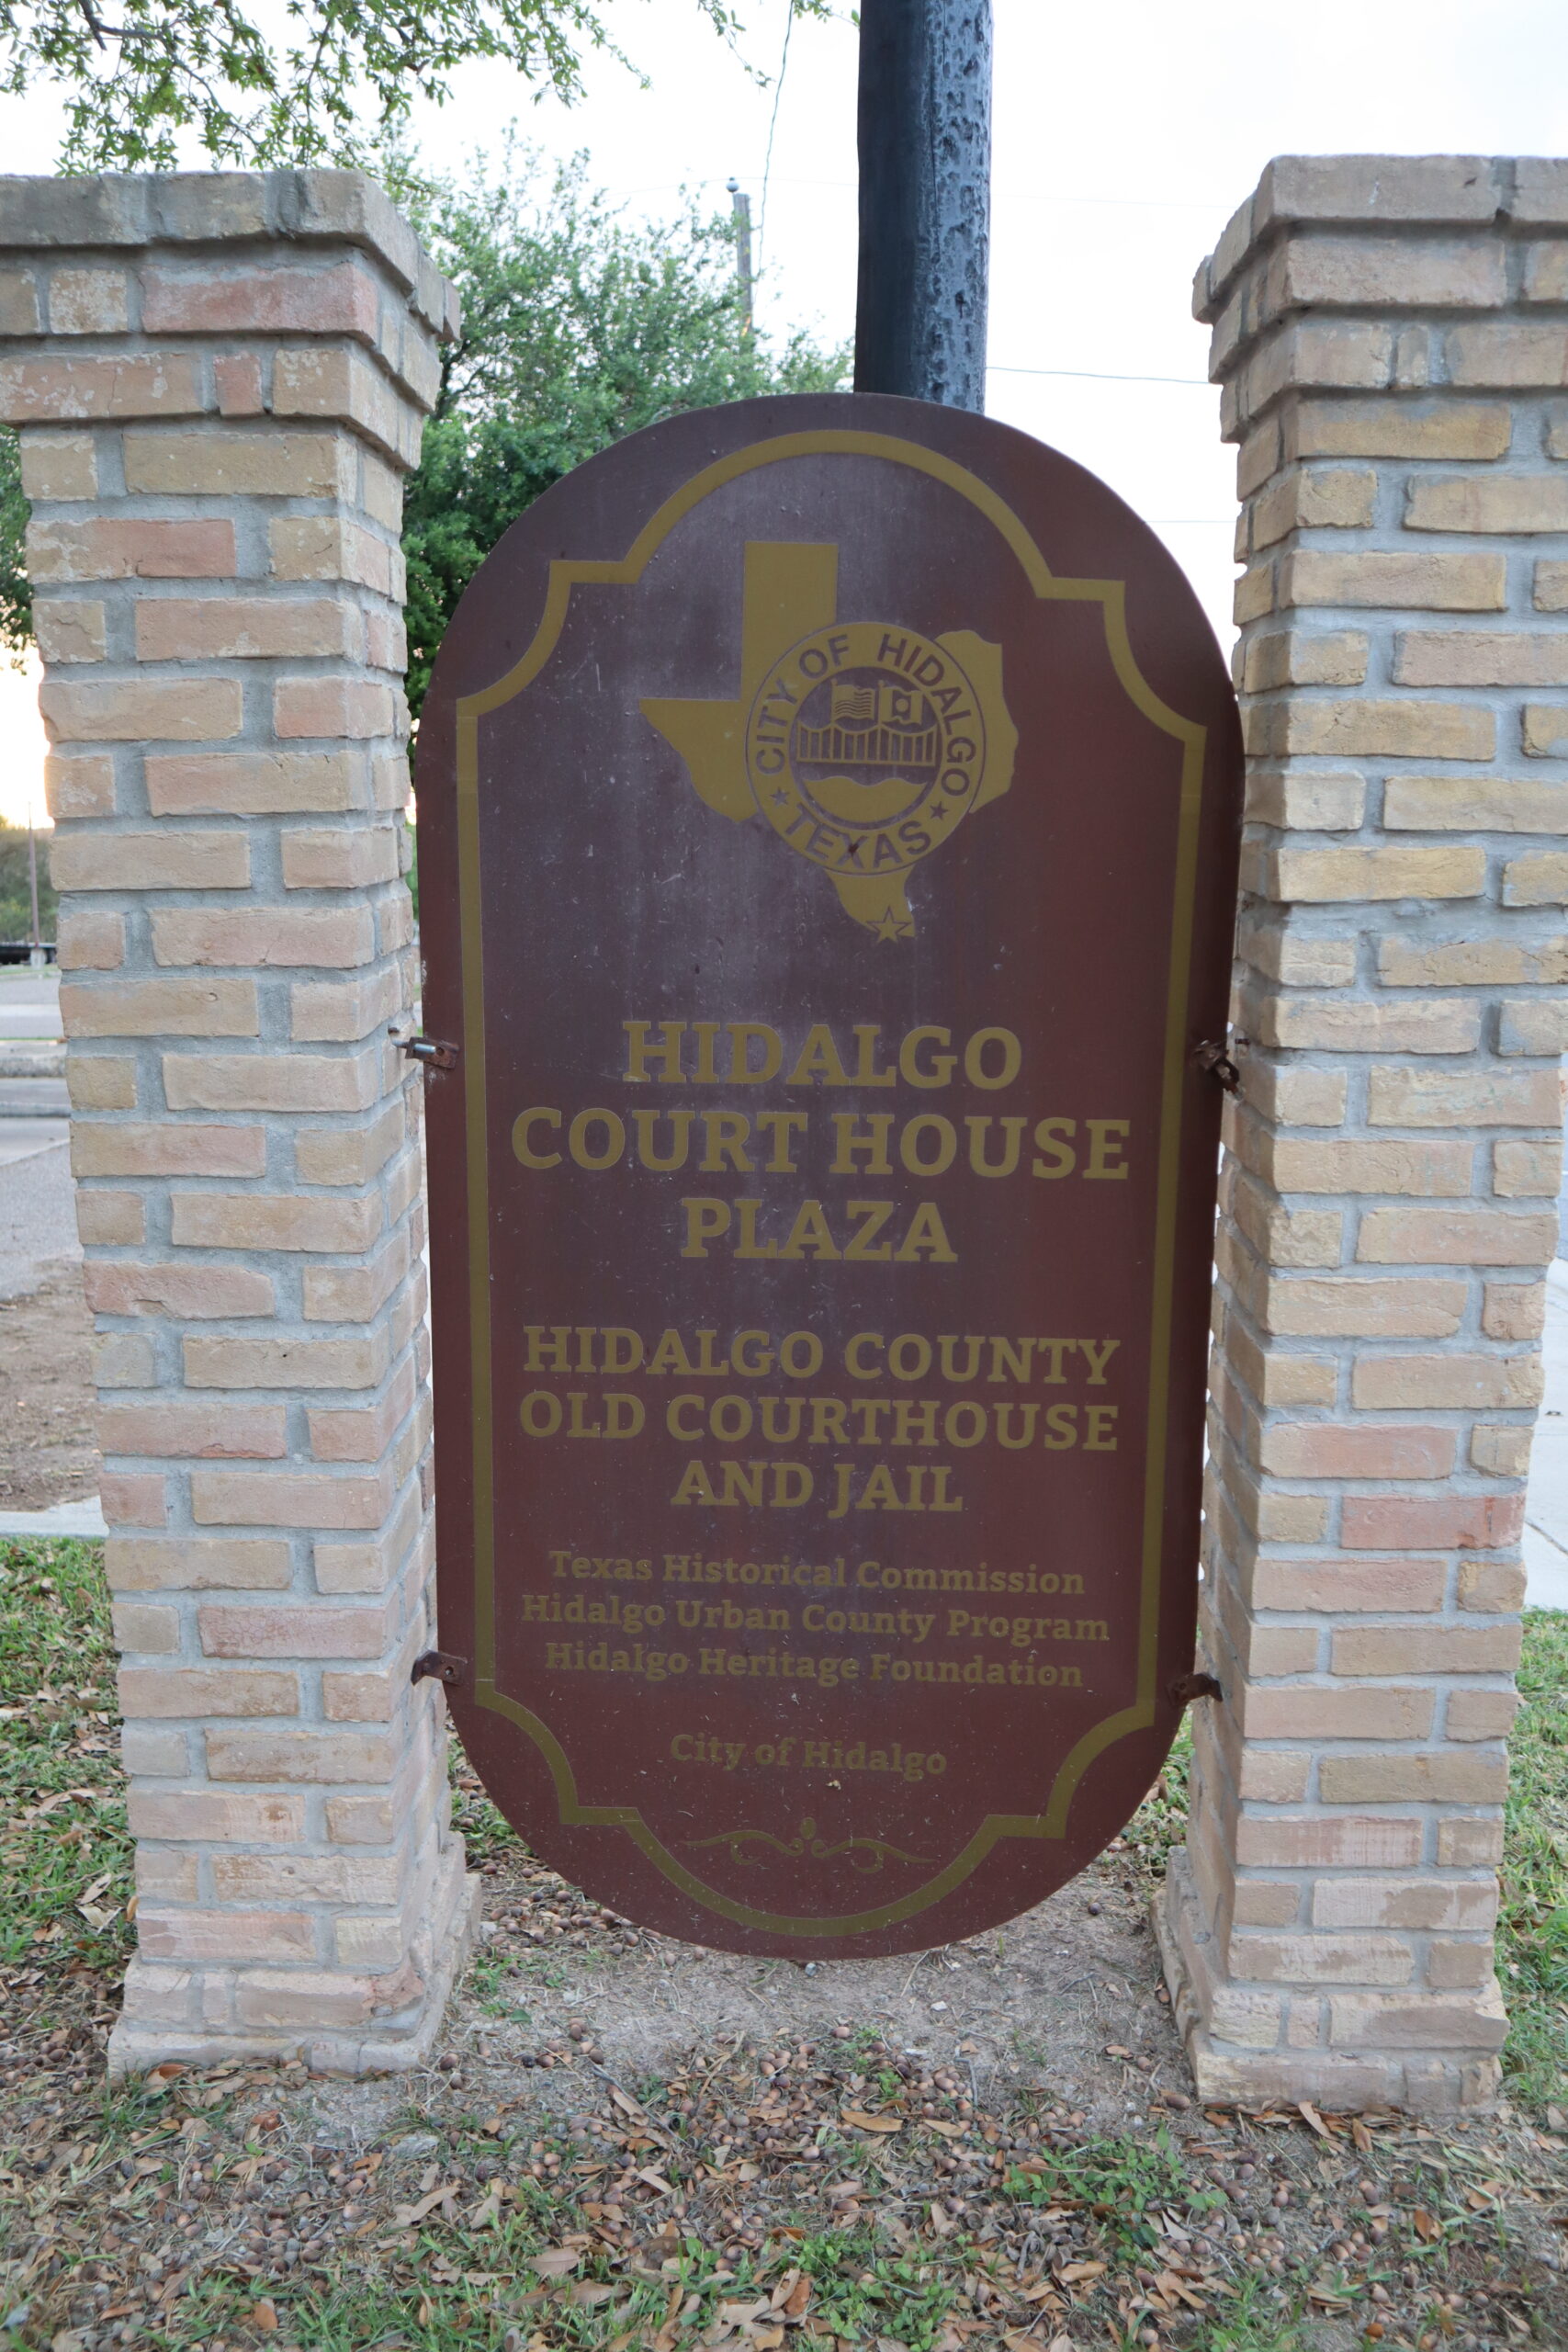 CITY OF HIDALGO
TEXAS
HIDALGO
COURT HOUSE
PLAZA
HIDALGO COUNTY
OLD COURTHOUSE
AND JAIL
Texas Historical Commission
Hidalgo Urban County Program
Hidalgo Heritage Foundation
City of Hidalgo